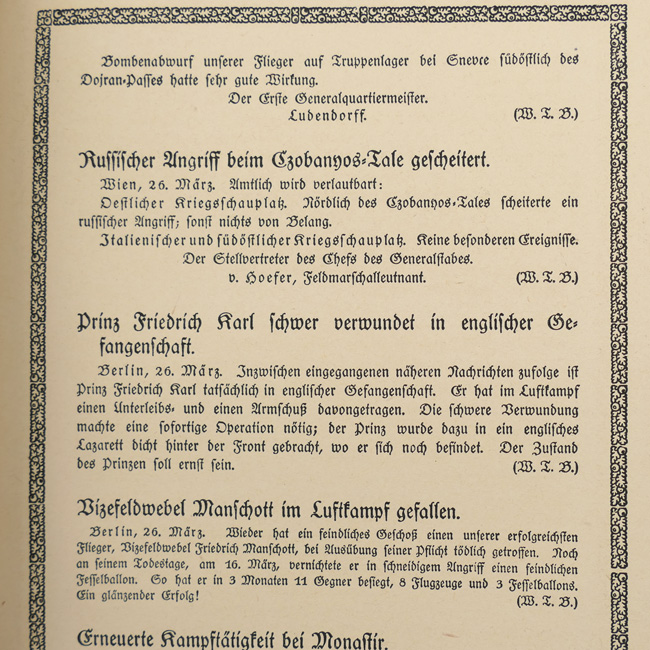 Bombenabwurf unserer Flieger auf Truppenlager bei Snevce südöstlich des
Dojran-Passes hatte sehr gute Wirkung.
Der Erste Generalquartiermeister.
Ludendorff. (W. T. B.)
Russischer Angriff beim Czobanyos-Tale gescheitert.
Wien, 26. März. Amtlich wird verlautbart:
Oestlicher Kriegsschauplatz. Nördlich des Czobanyos-Tales scheiterte ein
russischer Angriff; sonst nichts von Belang.
Italienischer und südöstlicher Kriegsschauplatz. Keine besonderen Ereignisse.
Der Stellvertreter des Chefs des Generalstabes.
v. Hoefer, Feldmarschalleutnant. (W. T. B.)
Prinz Friedrich Karl schwer verwundet in englischer Ge-
fangenschaft.
Berlin, 26. März. Inzwischen eingegangenen näheren Nachrichten zufolge ist
Prinz Friedrich Karl tatsächlich in englischer Gefangenschaft. Er hat im Luftkampf
einen Unterleibs- und einen Armschuß davongetragen. Die schwere Verwundung
machte eine sofortige Operation nötig; der Prinz wurde dazu in ein englisches
Lazarett dicht hinter der Front gebracht, wo er sich noch befindet. Der Zustand
des Prinzen soll ernst sein. (W. T. B.)
Vizefeldwebel Manschott im Luftkampf gefallen.
Berlin, 26. März. Wieder hat ein feindliches Geschoß einen unserer erfolgreichsten
Flieger, Vizefeldwebel Friedrich Manschott, bei Ausübung seiner Pflicht tödlich getroffen. Noch
an seinem Todestage, am 16. März, vernichtete er in schneidigem Angriff einen feindlichen
Fesselballon. So hat er in 3 Monaten 11 Gegner besiegt, 8 Flugzeuge und 3 Fesselballons.
Ein glänzender Erfolg! (W. T. B.)
Erneuerte Kampftätigkeit bei Monastir.